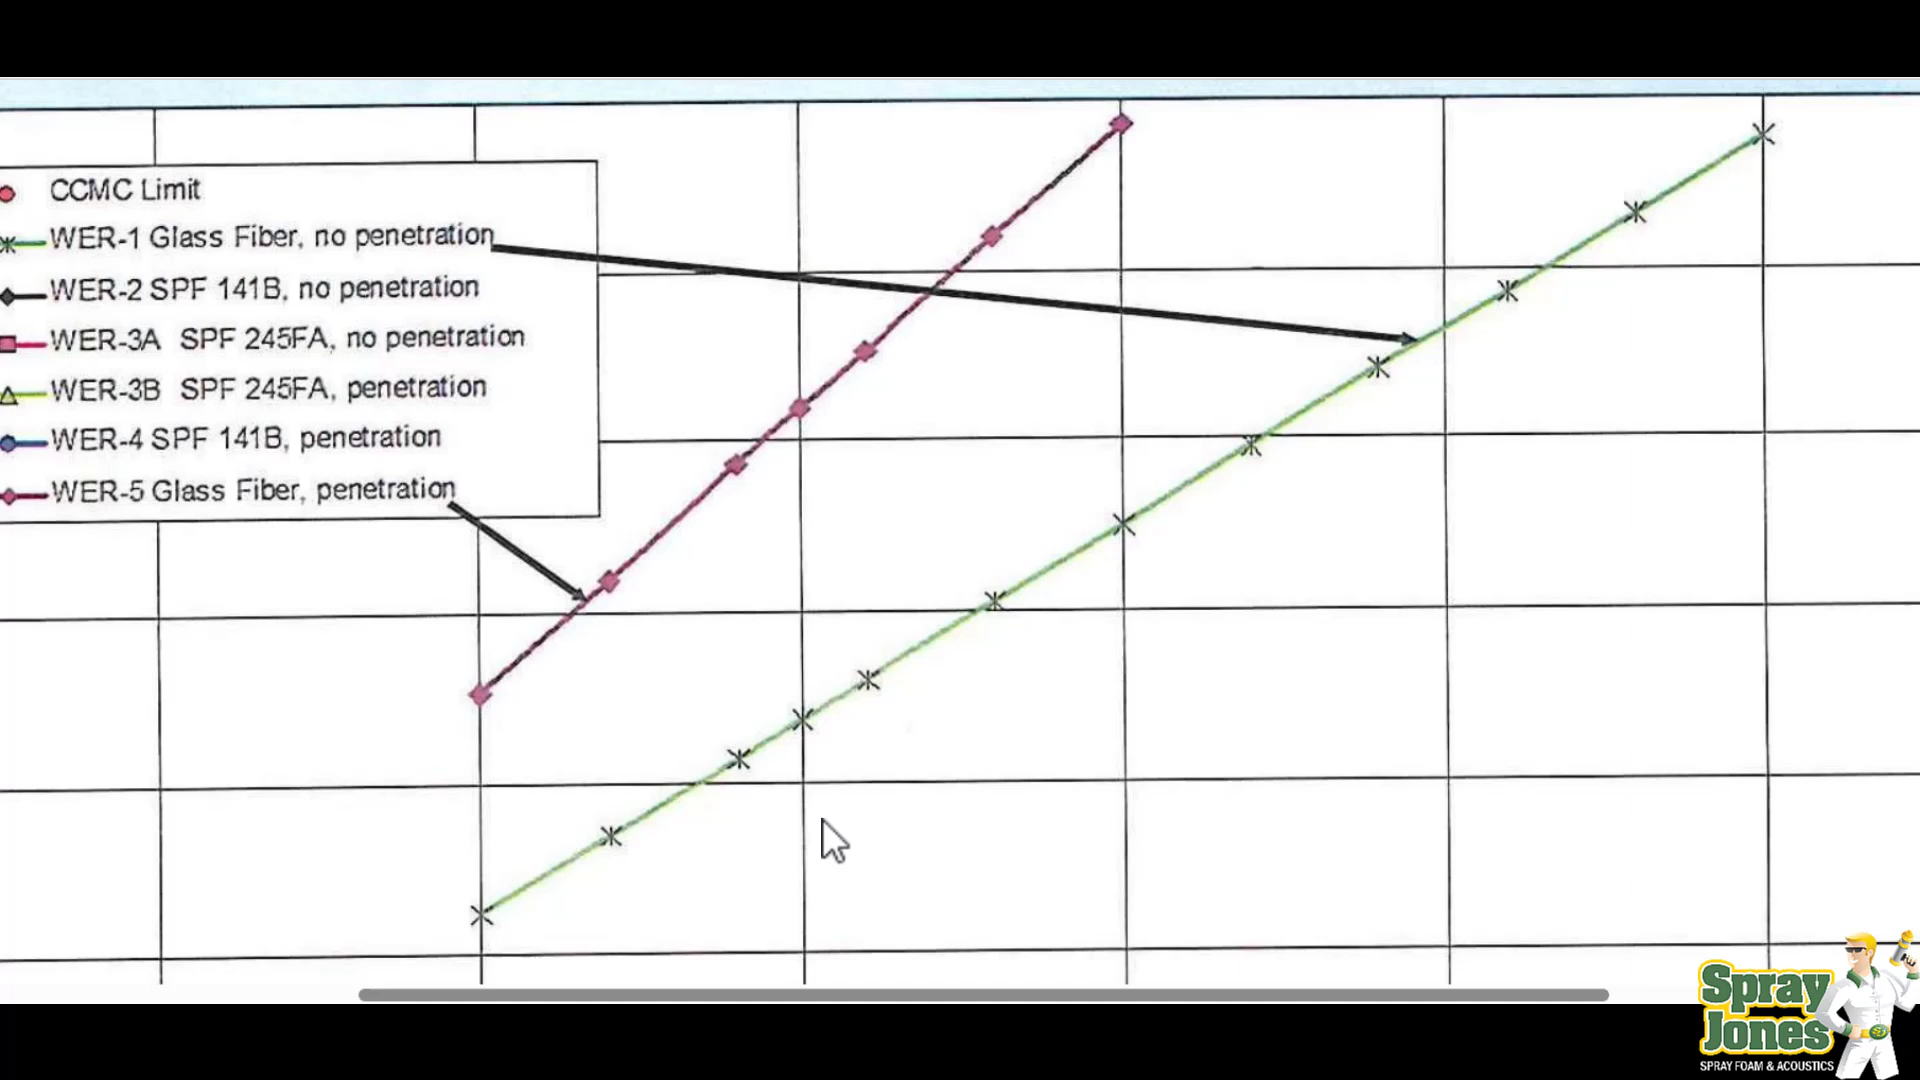 CCMC Limit
WER-1 Glass Fiber, no penetration
WER-2 SPF 141B, no penetration
WER-3A SPF 245FA, no penetration
WER-3B SPF 245FA, penetration
WER-4 SPF 141B, penetration
WER-5 Glass Fiber, penetration
Spray
Jones
SPRAY FOAM & ACOUSTICS